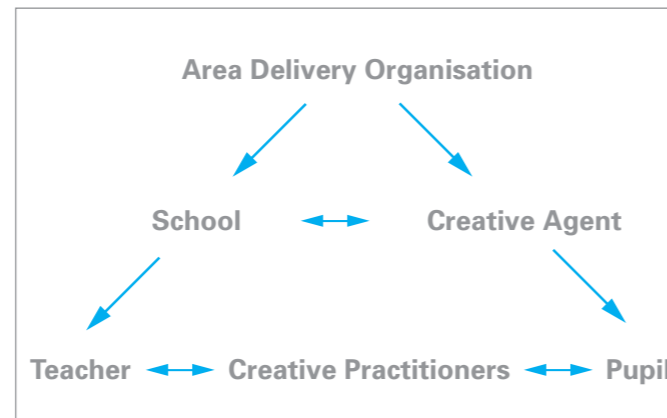 Area Delivery Organisation
School Creative Agent
Teacher Creative Practitioners Pupil